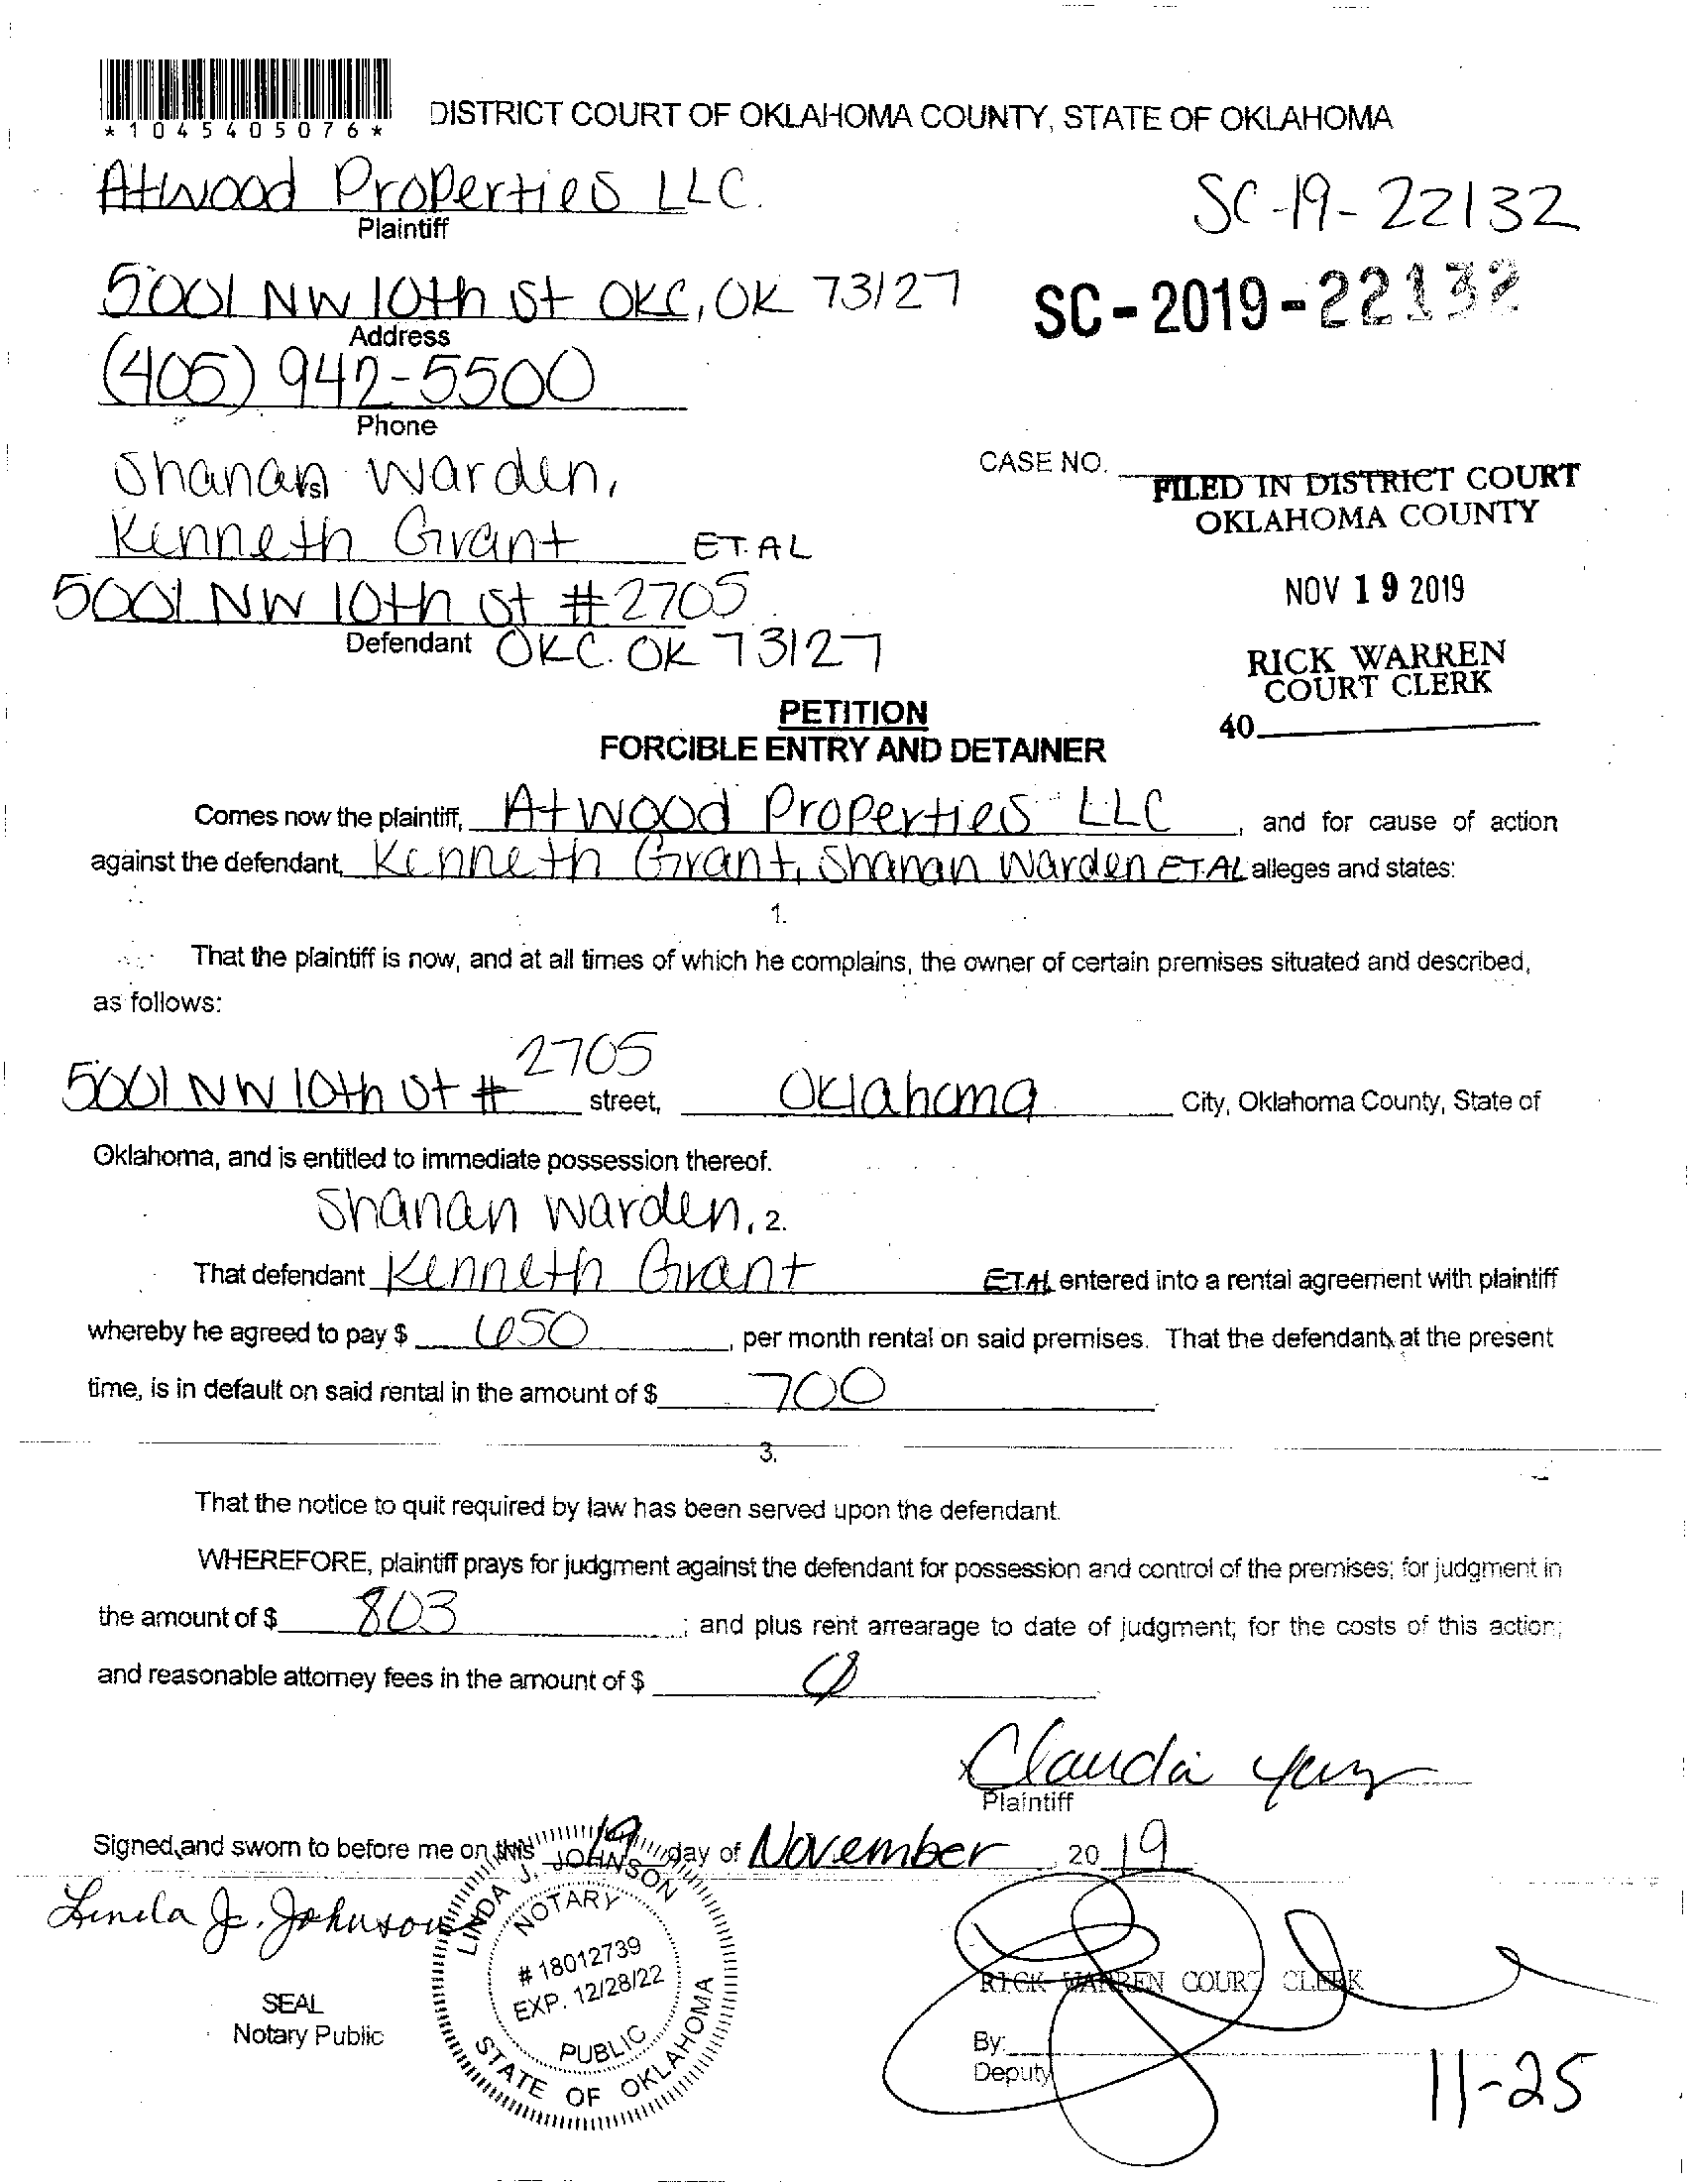 *1045405076*
DISTRICT COURT OF OKLAHOMA COUNTY, STATE OF OKLAHOMA
Atwood Properties LLC.
Plaintiff
SC-19-22132
5001 NW 10th St OKC, OK 73127
Address
SC-2019-22132
(405) 942-5500
Phone
Shanan Warden,
(vs)
CASE NO.
FILED IN DISTRICT COURT
OKLAHOMA COUNTY
Kenneth Grant ET.AL
5001 NW 10th St #2705
Defendant OKC. OK 73127
NOV 19 2019
RICK WARREN
COURT CLERK
40
PETITION
FORCIBLE ENTRY AND DETAINER
Comes now the plaintiff, Atwood Properties LLC, and for cause of action
against the defendant, Kenneth Grant, Shanan Warden ET.AL alleges and states:
1.
That the plaintiff is now, and at all times of which he complains, the owner of certain premises situated and described,
as follows:
5001 NW 10th St # 2705 street, Oklahoma City, Oklahoma County, State of
Oklahoma, and is entitled to immediate possession thereof.
Shanan Warden, 2.
That defendant Kenneth Grant ET.AL entered into a rental agreement with plaintiff
whereby he agreed to pay $ 650, per month rental on said premises. That the defendant, at the present
time, is in default on said rental in the amount of $ 700
3.
That the notice to quit required by law has been served upon the defendant.
WHEREFORE, plaintiff prays for judgment against the defendant for possession and control of the premises; for judgment in
the amount of $ 803; and plus rent arrearage to date of judgment; for the costs of this action;
and reasonable attorney fees in the amount of $
x Claudia
Plaintiff
Signed, and sworn to before me on this 19 day of November, 2019
Linda J. Johnson
SEAL
Notary Public
LINDA J. JOHNSON
NOTARY
# 18012739
EXP. 12/28/22
PUBLIC
STATE OF OKLAHOMA
RICK WARREN COURT CLERK
By:
Deputy
11-25